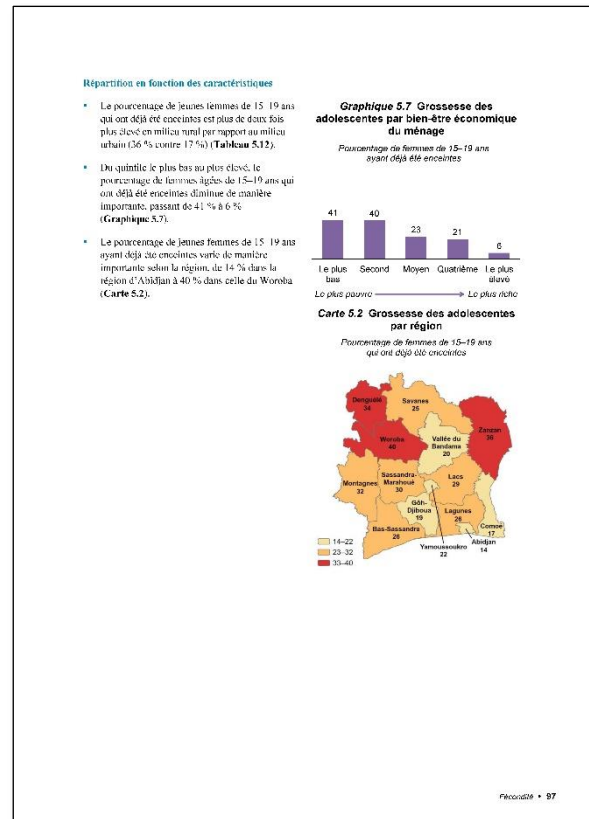 Répartition en fonction des caractéristiques
▪ Le pourcentage de jeunes femmes de 15–19 ans
qui ont déjà été enceintes est plus de deux fois
plus élevé en milieu rural par rapport au milieu
urbain (36 % contre 17 %) (Tableau 5.12).
▪ Du quintile le plus bas au plus élevé, le
pourcentage de femmes âgées de 15–19 ans qui
ont déjà été enceintes diminue de manière
importante, passant de 41 % à 6 %
(Graphique 5.7).
▪ Le pourcentage de jeunes femmes de 15–19 ans
ayant déjà été enceintes varie de manière
importante selon la région, de 14 % dans la
région d'Abidjan à 40 % dans celle du Woroba
(Carte 5.2).
Graphique 5.7 Grossesse des
adolescentes par bien-être économique
du ménage
Pourcentage de femmes de 15–19 ans
ayant déjà été enceintes
41 40 23 21 6
Le plus bas Second Moyen Quatrième Le plus élevé
Le plus pauvre Le plus riche
Carte 5.2 Grossesse des adolescentes
par région
Pourcentage de femmes de 15–19 ans
qui ont déjà été enceintes
Denguélé
34
Savanes
25
Zanzan
Woroba
40
Vallée du
Bandama
20
Montagnes
32
Sassandra-
Marahoué
30
Lacs
29
Gôh-
Djiboua
19
Lagunes
Comoé
17
Bas-Sassandra
Yamoussoukro
22
Abidjan
14
14–22
23–32
33–40
Fécondité • 97